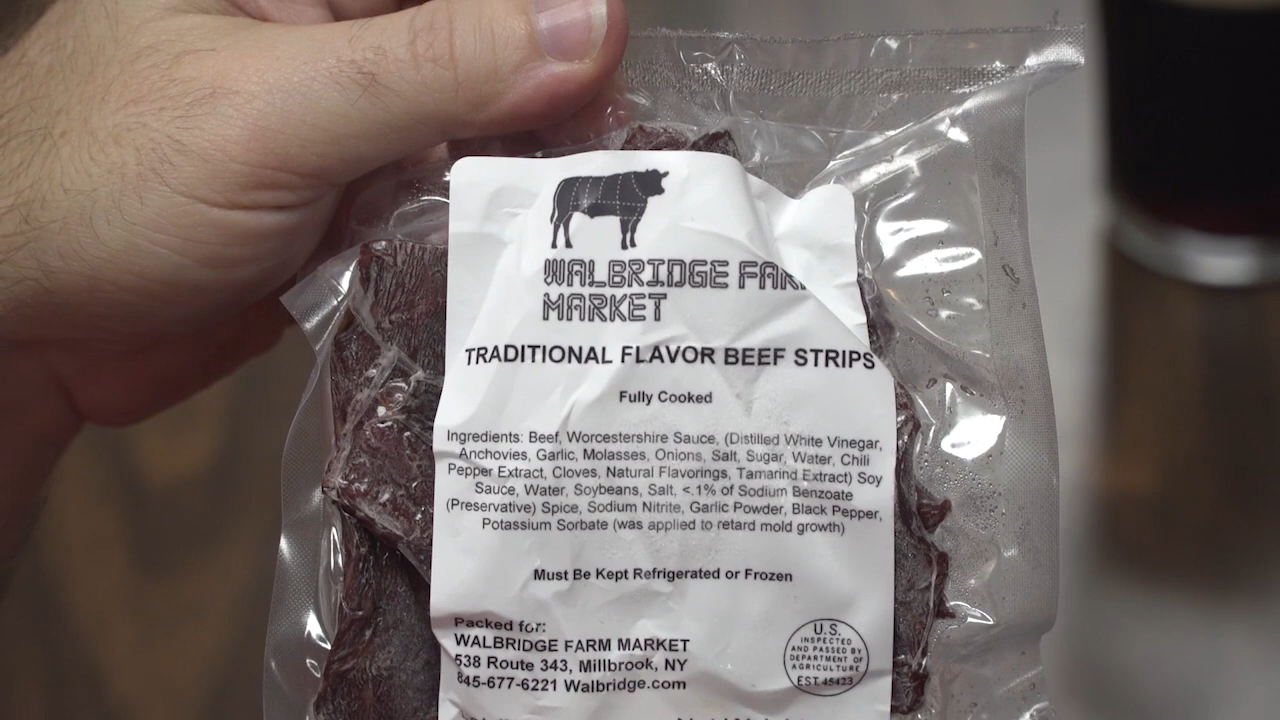 WALBRIDGE FARM
MARKET
TRADITIONAL FLAVOR BEEF STRIPS
Fully Cooked
Ingredients: Beef, Worcestershire Sauce, (Distilled White Vinegar,
Anchovies, Garlic, Molasses, Onions, Salt, Sugar, Water, Chili
Pepper Extract, Cloves, Natural Flavorings, Tamarind Extract) Soy
Sauce, Water, Soybeans, Salt, <.1% of Sodium Benzoate
(Preservative) Spice, Sodium Nitrite, Garlic Powder, Black Pepper,
Potassium Sorbate (was applied to retard mold growth)
Must Be Kept Refrigerated or Frozen
Packed for:
WALBRIDGE FARM MARKET
538 Route 343, Millbrook, NY
845-677-6221 Walbridge.com
U.S.
INSPECTED
AND PASSED BY
DEPARTMENT OF
AGRICULTURE
EST. 45423